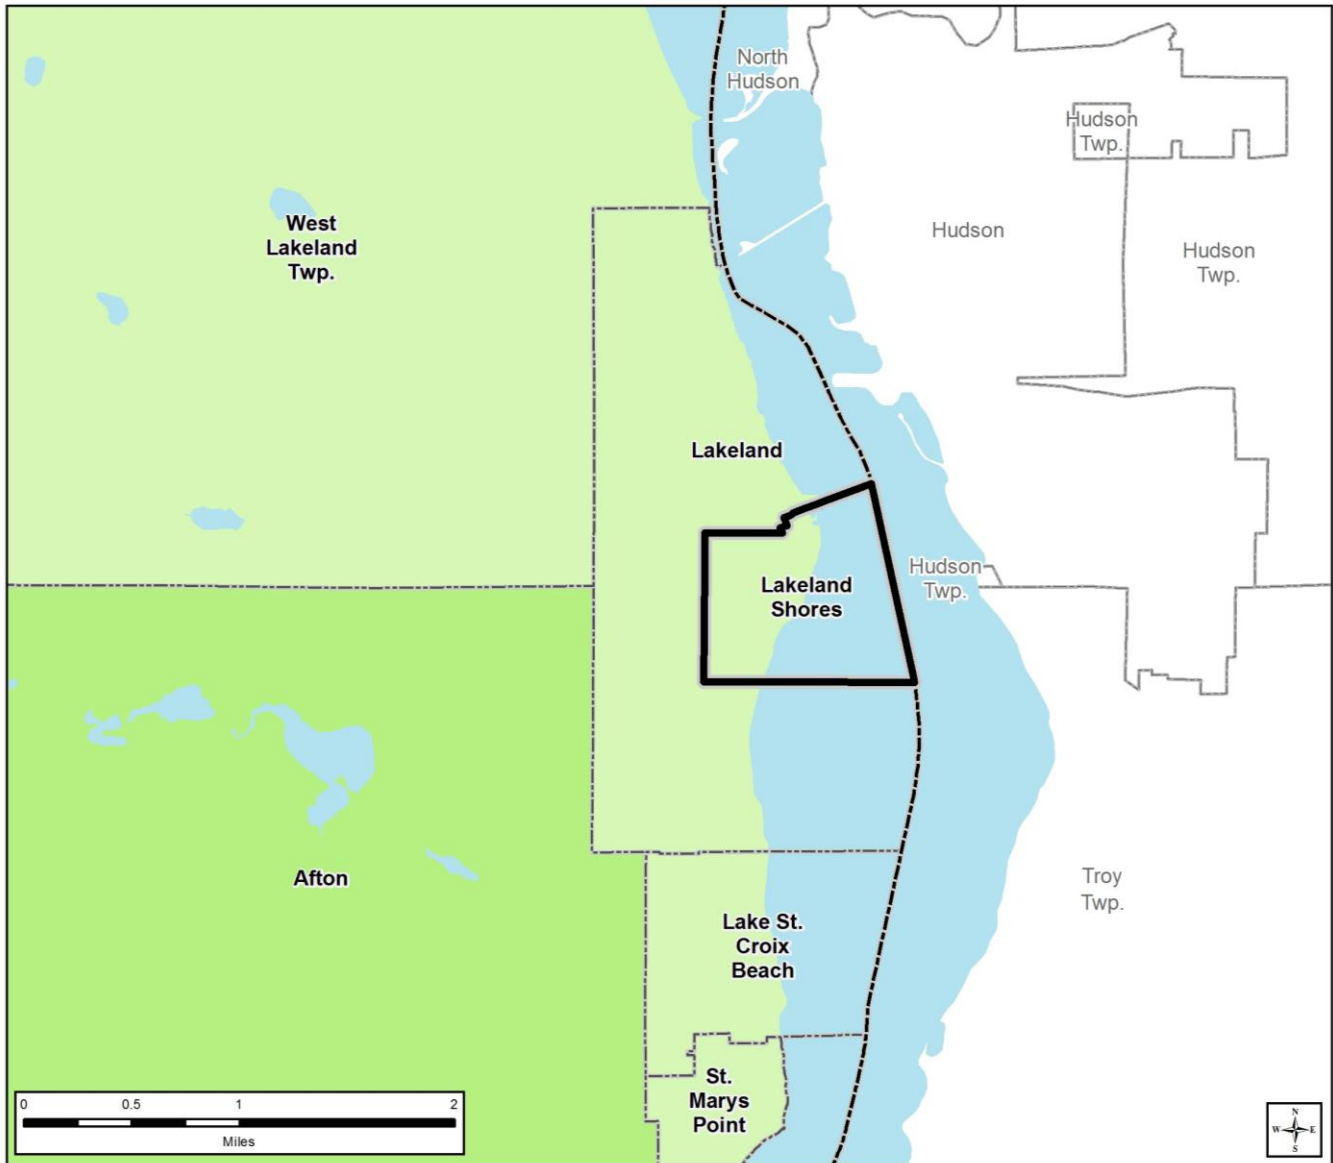 North
Hudson
Hudson
Twp.
West
Lakeland
Twp.
Hudson
Hudson
Twp.
Lakeland
Lakeland
Shores
Hudson
Twp.
Afton
Troy
Twp.
Lake St.
Croix
Beach
St.
Marys
Point
0 0.5 1 2
Miles
N
W E
S